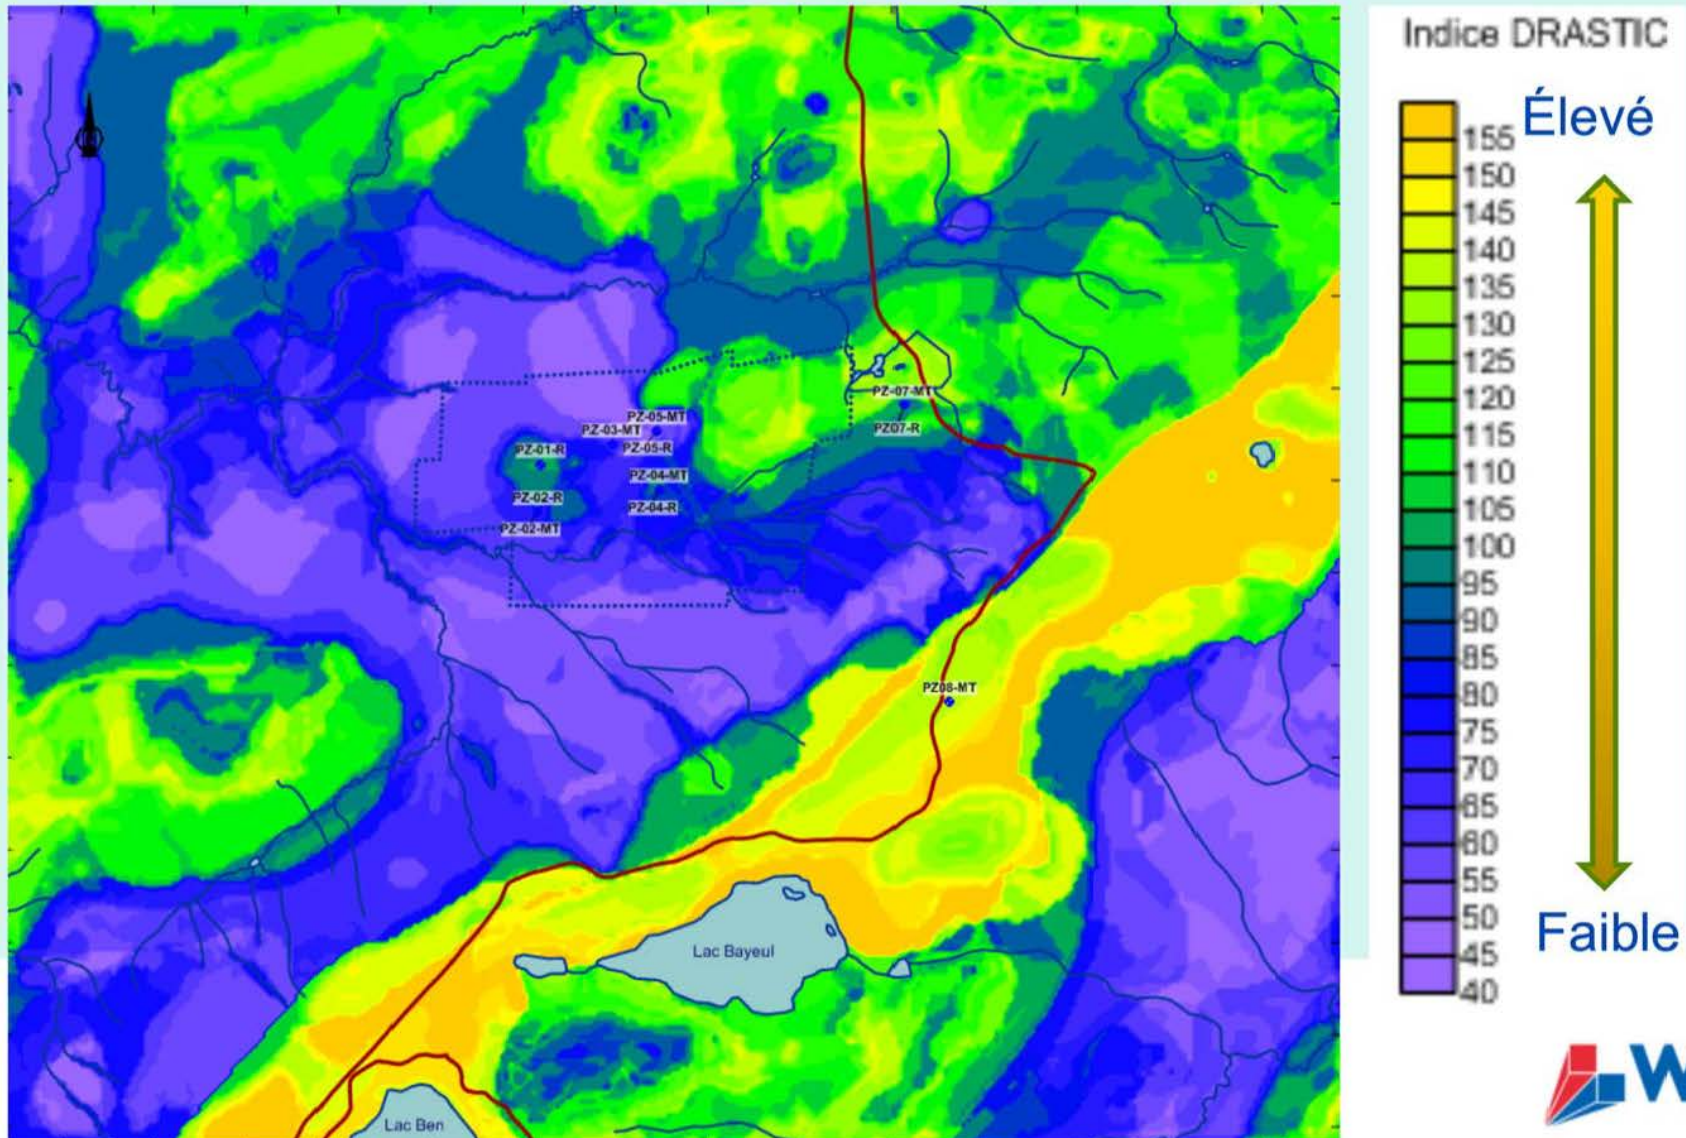 Indice DRASTIC
Élevé
155
150
145
140
135
130
125
120
115
110
105
100
95
90
85
80
75
70
65
60
55
50
45
40
Faible
PZ-07-MT
PZ07-R
PZ-05-MT
PZ-03-MT
PZ-05-R
PZ-01-R
PZ-04-MT
PZ-02-R
PZ-04-R
PZ-02-MT
PZ08-MT
Lac Bayeul
Lac Ben
W